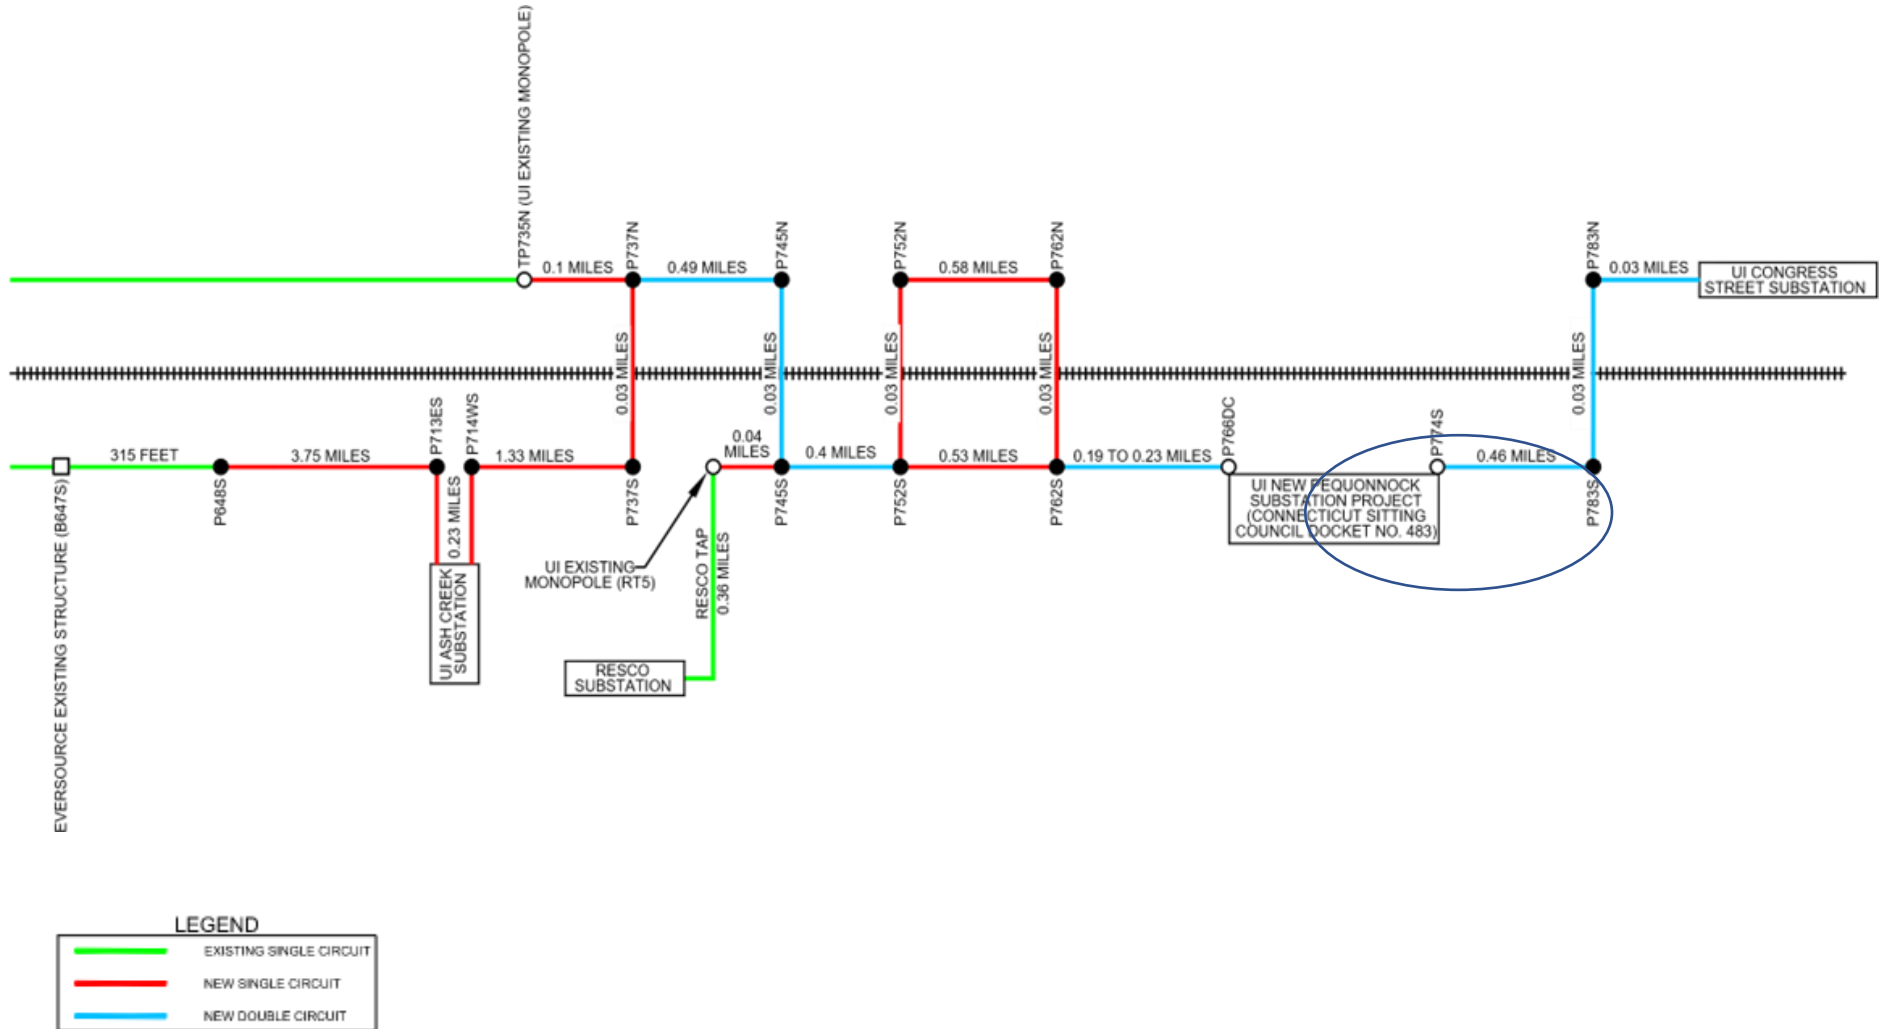 TP735N (UI EXISTING MONOPOLE)
0.1 MILES
P737N
0.49 MILES
P745N
P752N
0.58 MILES
P762N
P783N
0.03 MILES
UI CONGRESS
STREET SUBSTATION
0.03 MILES
0.03 MILES
0.03 MILES
0.03 MILES
0.03 MILES
EVERSOURCE EXISTING STRUCTURE (B647S)
315 FEET
P648S
3.75 MILES
P713ES
0.23 MILES
P714WS
UI ASH CREEK
SUBSTATION
1.33 MILES
P737S
UI EXISTING
MONOPOLE (RT5)
0.04
MILES
RESCO TAP
0.36 MILES
RESCO
SUBSTATION
P745S
0.4 MILES
P752S
0.53 MILES
P762S
0.19 TO 0.23 MILES
P766DC
UI NEW PEQUONNOCK
SUBSTATION PROJECT
(CONNECTICUT SITTING
COUNCIL DOCKET NO. 483)
P774S
0.46 MILES
P783S
LEGEND
EXISTING SINGLE CIRCUIT
NEW SINGLE CIRCUIT
NEW DOUBLE CIRCUIT